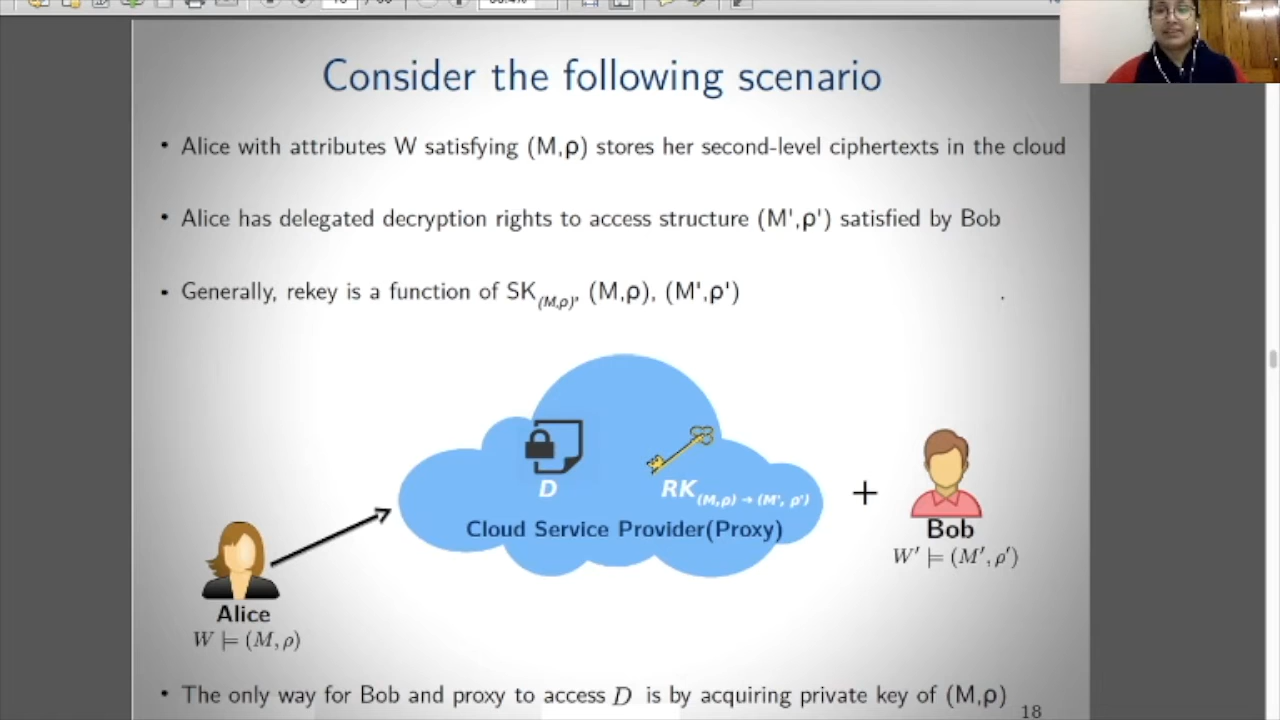 Consider the following scenario
• Alice with attributes W satisfying (M,ρ) stores her second-level ciphertexts in the cloud
• Alice has delegated decryption rights to access structure (M',ρ') satisfied by Bob
• Generally, rekey is a function of SK(M,ρ), (M,ρ), (M',ρ')
D
RK(M,ρ) → (M', ρ')
+
Cloud Service Provider(Proxy)
Bob
W′ ⊨ (M′, ρ′)
Alice
W ⊨ (M, ρ)
• The only way for Bob and proxy to access D is by acquiring private key of (M,ρ)
18